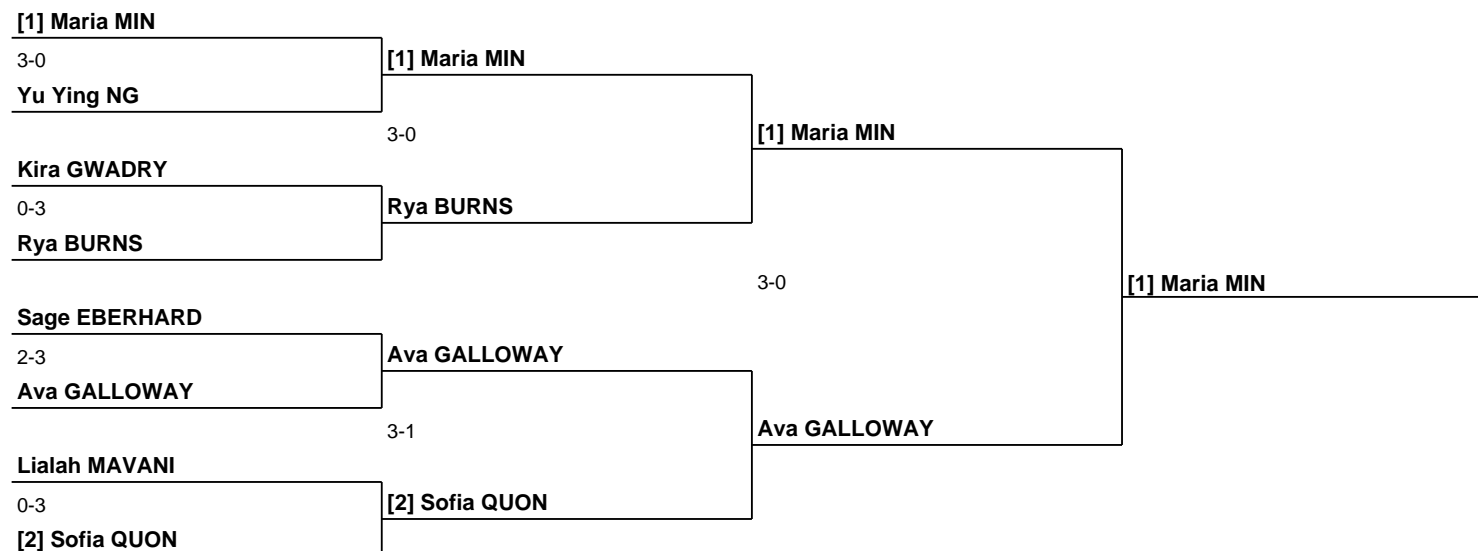 [1] Maria MIN
3-0
Yu Ying NG
Kira GWADRY
0-3
Rya BURNS
Sage EBERHARD
2-3
Ava GALLOWAY
Lialah MAVANI
0-3
[2] Sofia QUON
[1] Maria MIN
3-0
Rya BURNS
Ava GALLOWAY
3-1
[2] Sofia QUON
[1] Maria MIN
3-0
Ava GALLOWAY
[1] Maria MIN